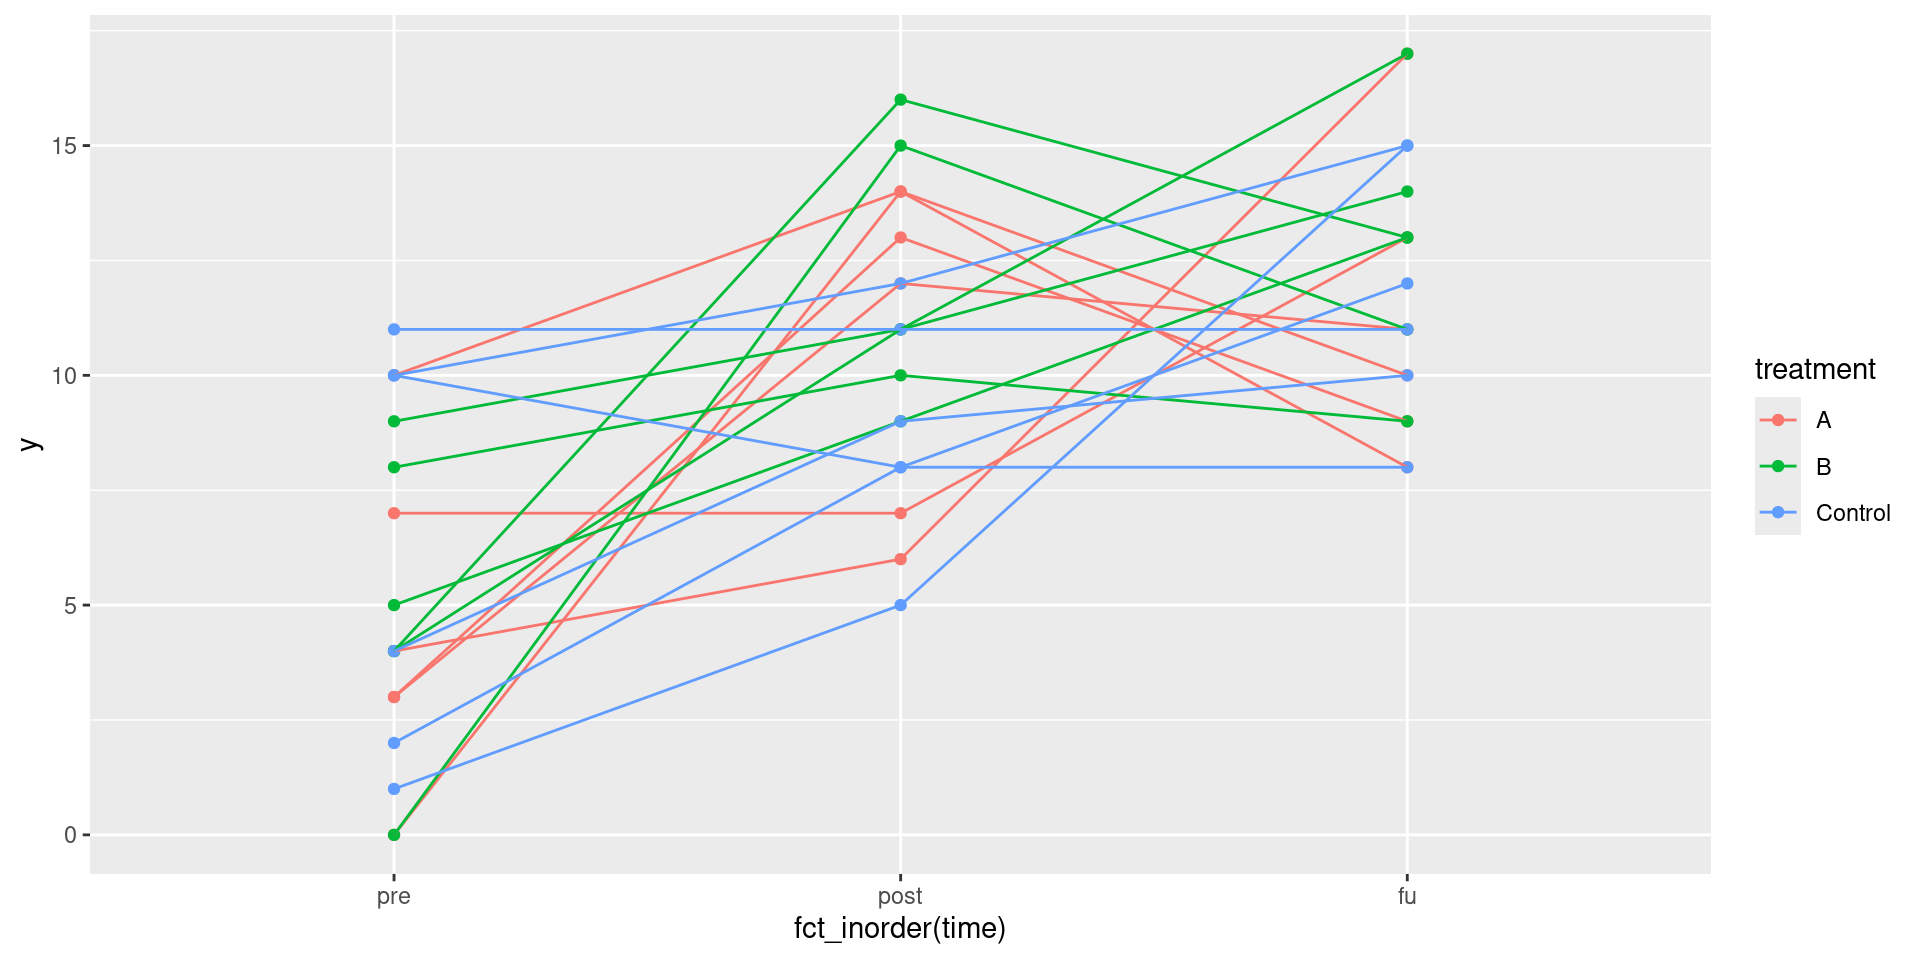 15
10
5
0
y
pre post fu
fct_inorder(time)
treatment
A
B
Control